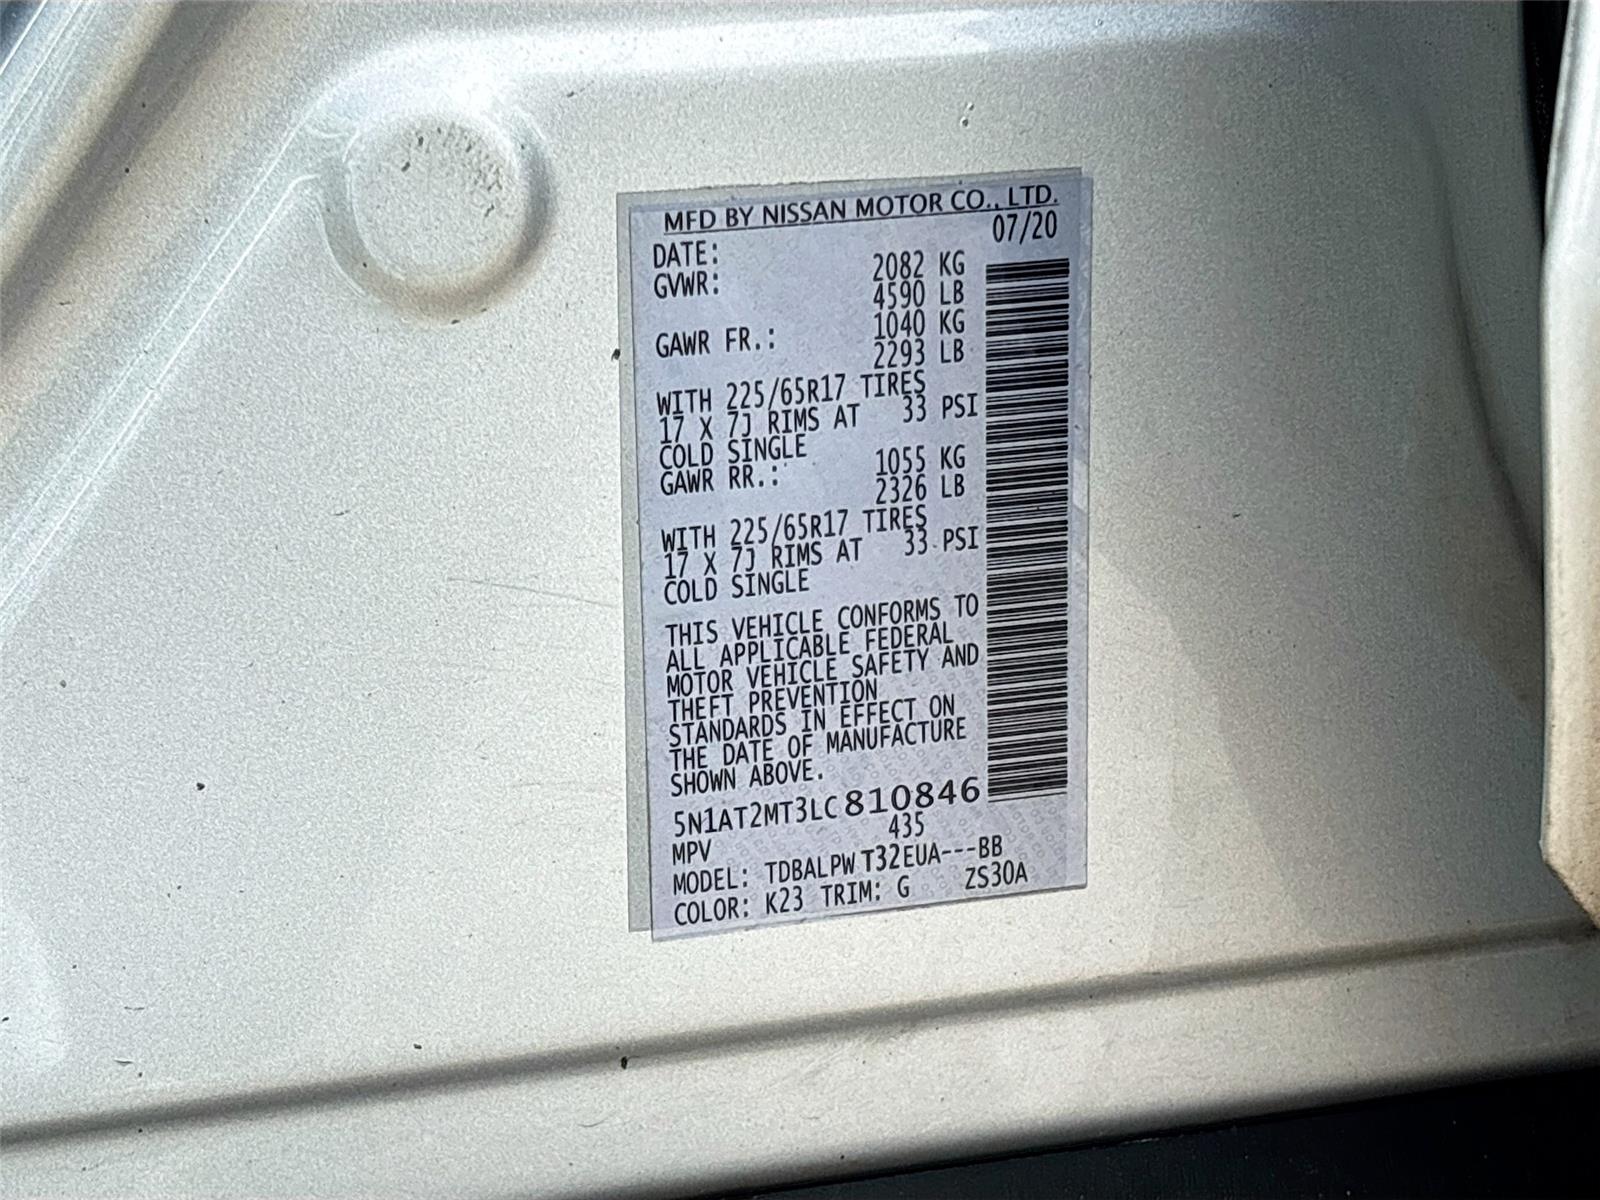 MFD BY NISSAN MOTOR CO., LTD.
DATE: 07/20
GVWR: 2082 KG
4590 LB
GAWR FR.: 1040 KG
2293 LB
WITH 225/65R17 TIRES
17 X 7J RIMS AT 33 PSI
COLD SINGLE
GAWR RR.: 1055 KG
2326 LB
WITH 225/65R17 TIRES
17 X 7J RIMS AT 33 PSI
COLD SINGLE
THIS VEHICLE CONFORMS TO
ALL APPLICABLE FEDERAL
MOTOR VEHICLE SAFETY AND
THEFT PREVENTION
STANDARDS IN EFFECT ON
THE DATE OF MANUFACTURE
SHOWN ABOVE.
5N1AT2MT3LC810846
MPV 435
MODEL: TDBALPW T32EUA---BB
COLOR: K23 TRIM: G ZS30A